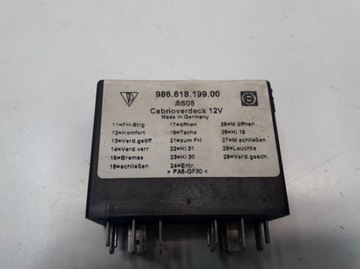 986.618.199.00
AS05
Cabrioverdeck 12V
Made in Germany
11=FH-Strg 17=öffnen 25=M.öffnen
12=Komfort 19=Tacho 26=Kl.15
13=Verd.geöff 21=zum FH 27=M.schließen
14=Verd.verr 22=Kl.31 28=Leuchte
15=Bremse 23=Kl.30 29=Verd.gesch.
16=schließen 24=Entr.
> PA6-GF30 <